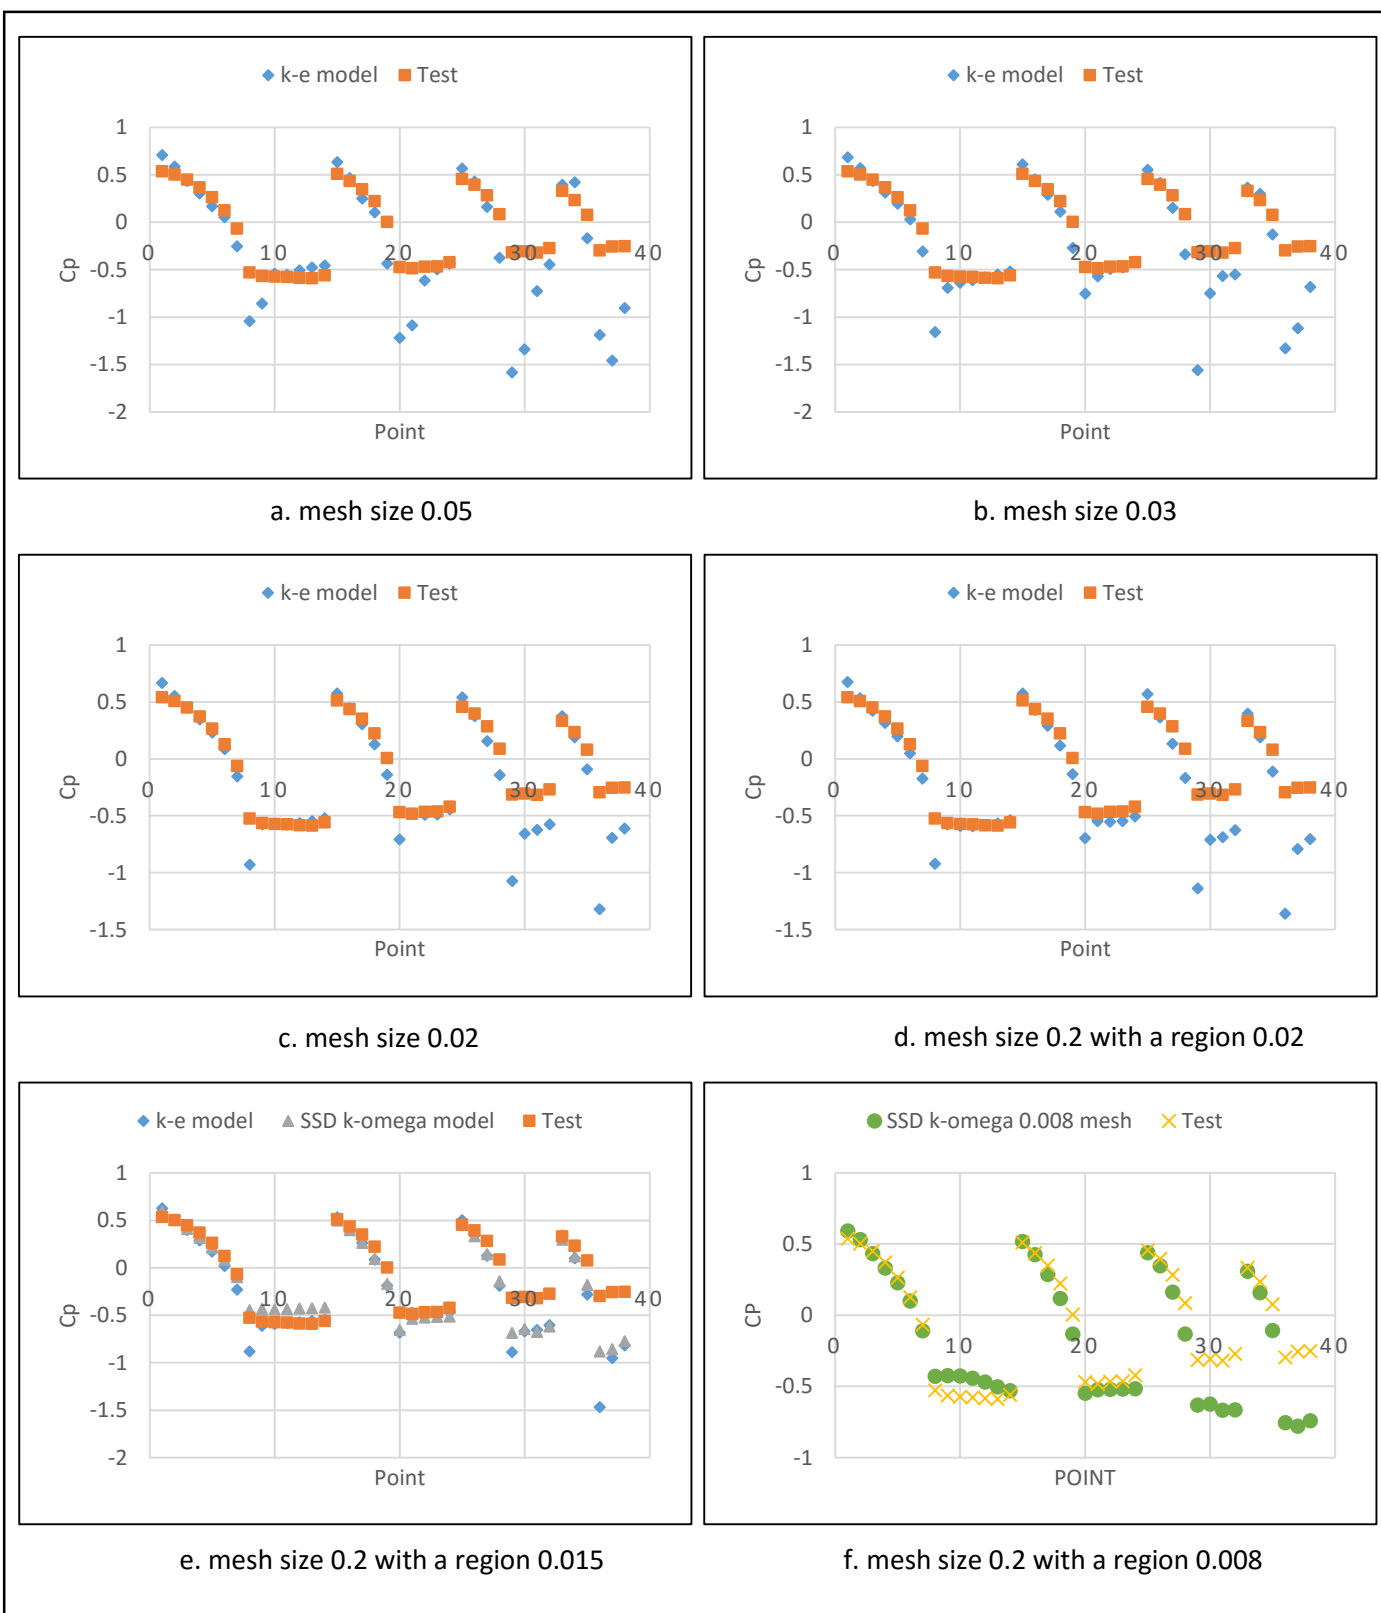 k-e model Test
1
0.5
0
-0.5
-1
-1.5
-2
0 10 20 30 40
Cp
Point
a. mesh size 0.05
k-e model Test
1
0.5
0
-0.5
-1
-1.5
-2
0 10 20 30 40
Cp
Point
b. mesh size 0.03
k-e model Test
1
0.5
0
-0.5
-1
-1.5
0 10 20 30 40
Cp
Point
c. mesh size 0.02
k-e model Test
1
0.5
0
-0.5
-1
-1.5
0 10 20 30 40
Cp
Point
d. mesh size 0.2 with a region 0.02
k-e model SSD k-omega model Test
1
0.5
0
-0.5
-1
-1.5
-2
0 10 20 30 40
Cp
Point
e. mesh size 0.2 with a region 0.015
SSD k-omega 0.008 mesh Test
1
0.5
0
-0.5
-1
0 10 20 30 40
CP
POINT
f. mesh size 0.2 with a region 0.008